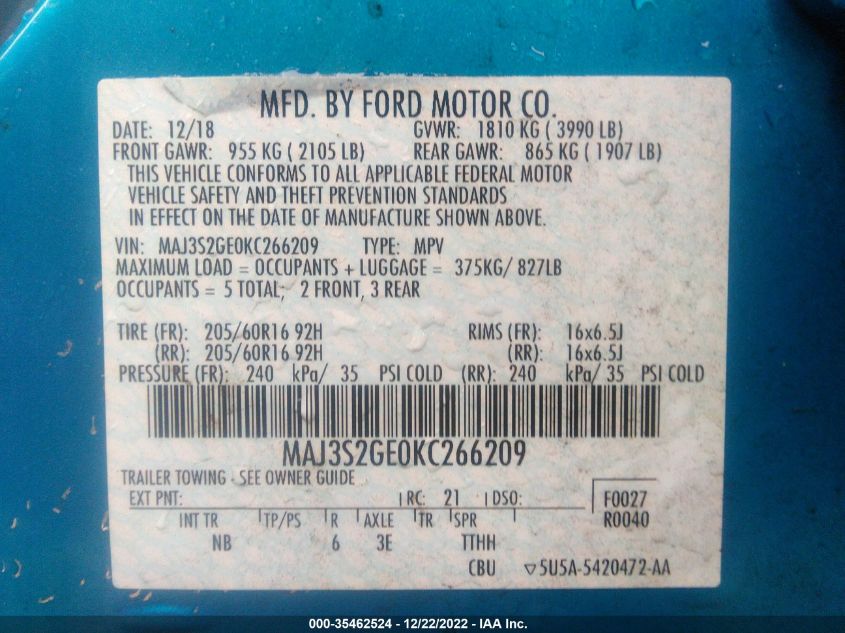 MFD. BY FORD MOTOR CO.
DATE: 12/18 GVWR: 1810 KG ( 3990 LB)
FRONT GAWR: 955 KG ( 2105 LB) REAR GAWR: 865 KG ( 1907 LB)
THIS VEHICLE CONFORMS TO ALL APPLICABLE FEDERAL MOTOR
VEHICLE SAFETY AND THEFT PREVENTION STANDARDS
IN EFFECT ON THE DATE OF MANUFACTURE SHOWN ABOVE.
VIN: MAJ3S2GE0KC266209 TYPE: MPV
MAXIMUM LOAD = OCCUPANTS + LUGGAGE = 375KG/ 827LB
OCCUPANTS = 5 TOTAL; 2 FRONT, 3 REAR
TIRE (FR): 205/60R16 92H RIMS (FR): 16x6.5J
(RR): 205/60R16 92H (RR): 16x6.5J
PRESSURE (FR): 240 kPa/ 35 PSI COLD (RR): 240 kPa/ 35 PSI COLD
MAJ3S2GE0KC266209
TRAILER TOWING - SEE OWNER GUIDE
EXT PNT: RC: 21 DSO: F0027
R0040
INT TR TP/PS R AXLE TR SPR
NB 6 3E TTHH
CBU ▽5U5A-5420472-AA
000-35462524 - 12/22/2022 - IAA Inc.